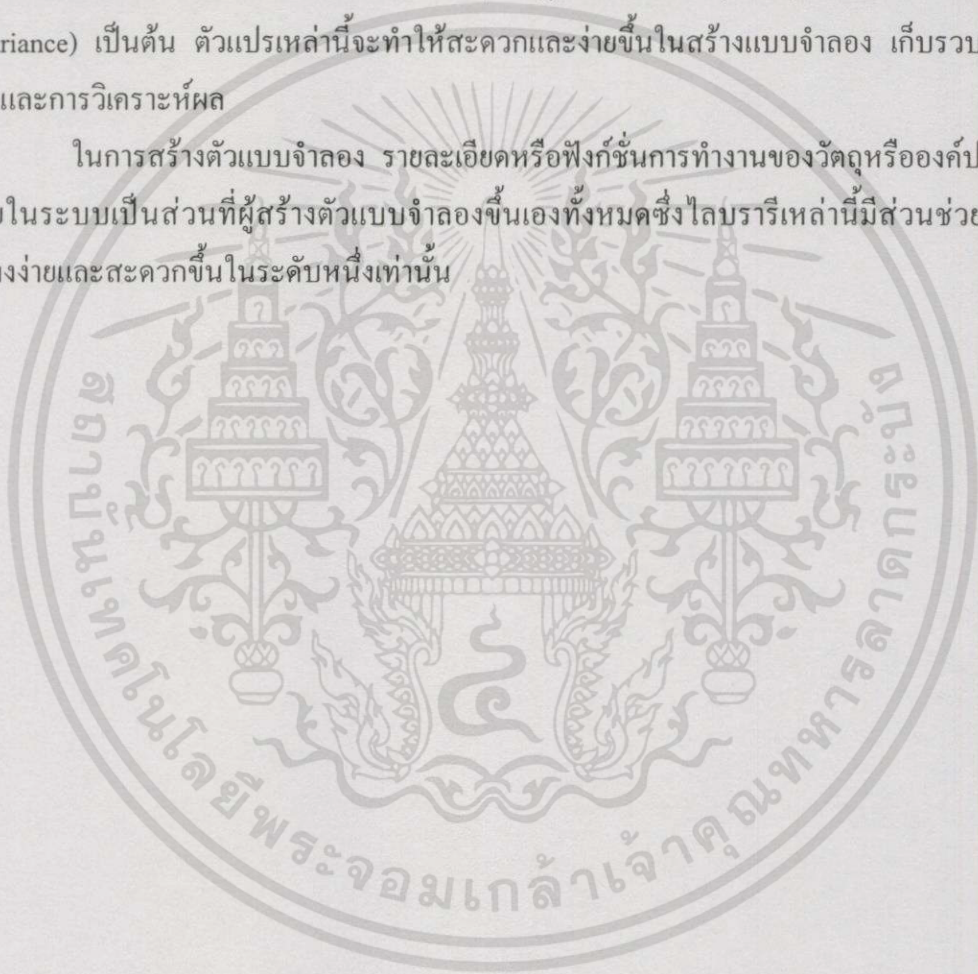 riance) เป็นต้น ตัวแปรเหล่านี้จะทำให้สะดวกและง่ายขึ้นในสร้างแบบจำลอง เก็บรวบ
และการวิเคราะห์ผล
ในการสร้างตัวแบบจำลอง รายละเอียดหรือฟังก์ชั่นการทำงานของวัตถุหรือองค์ป
ในระบบเป็นส่วนที่ผู้สร้างตัวแบบจำลองขึ้นเองทั้งหมดซึ่งไลบรารีเหล่านี้มีส่วนช่วย
งง่ายและสะดวกขึ้นในระดับหนึ่งเท่านั้น
สถาบันเทคโนโลยีพระจอมเกล้าเจ้าคุณทหารลาดกระบัง
๔